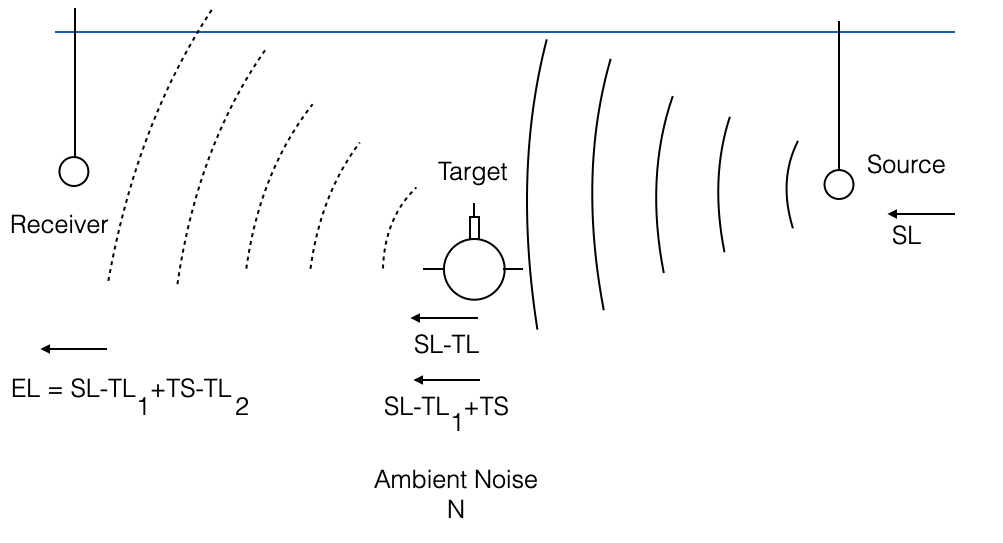 Target
Source
Receiver
SL
SL-TL
EL = SL-TL1+TS-TL2
SL-TL1+TS
Ambient Noise
N